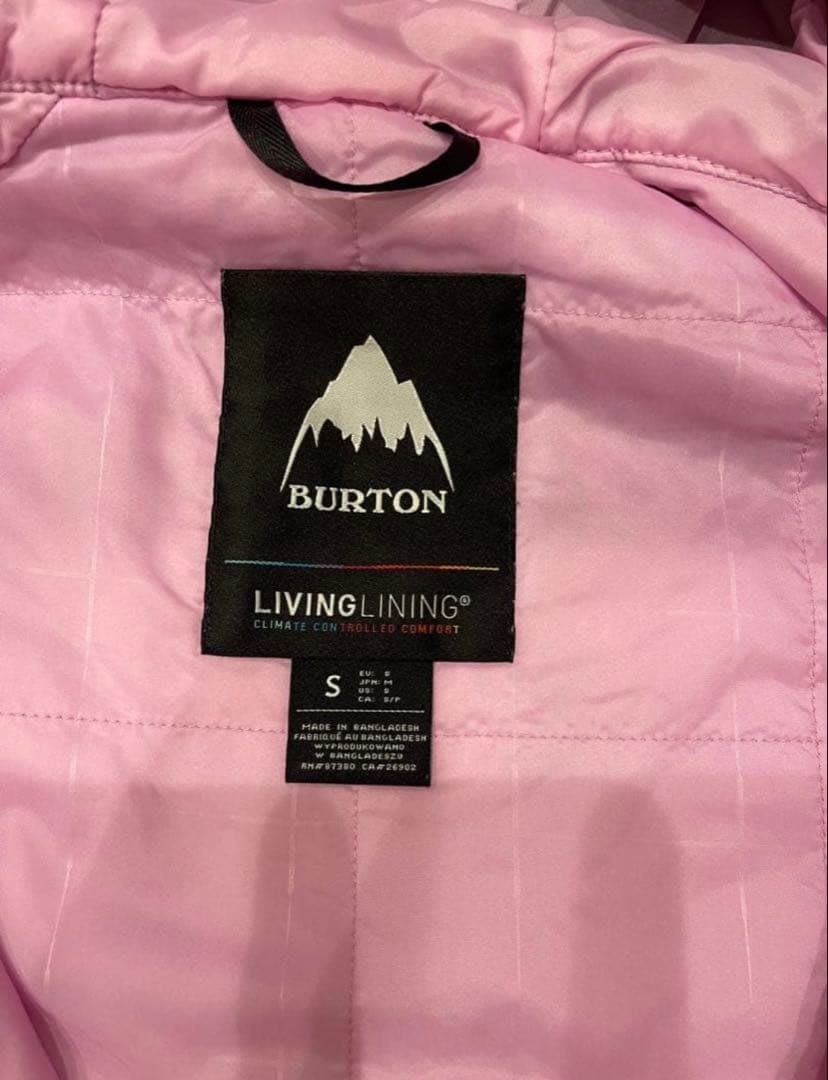 BURTON
LIVINGLINING®
CLIMATE CONTROLLED COMFORT
S
EU: S
JPN: M
US: S
CA: S/P
MADE IN BANGLADESH
FABRIQUÉ AU BANGLADESH
WYPRODUKOWANO
W BANGLADESZU
RN#87380 CA#26902